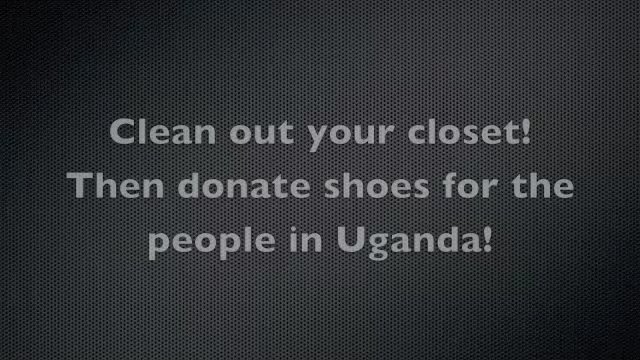 Clean out your closet!
Then donate shoes for the
people in Uganda!